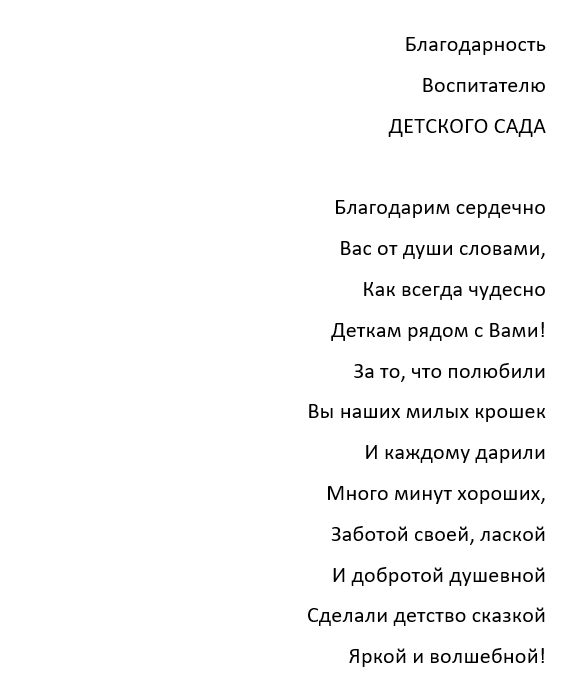 Благодарность
Воспитателю
ДЕТСКОГО САДА
Благодарим сердечно
Вас от души словами,
Как всегда чудесно
Деткам рядом с Вами!
За то, что полюбили
Вы наших милых крошек
И каждому дарили
Много минут хороших,
Заботой своей, лаской
И добротой душевной
Сделали детство сказкой
Яркой и волшебной!